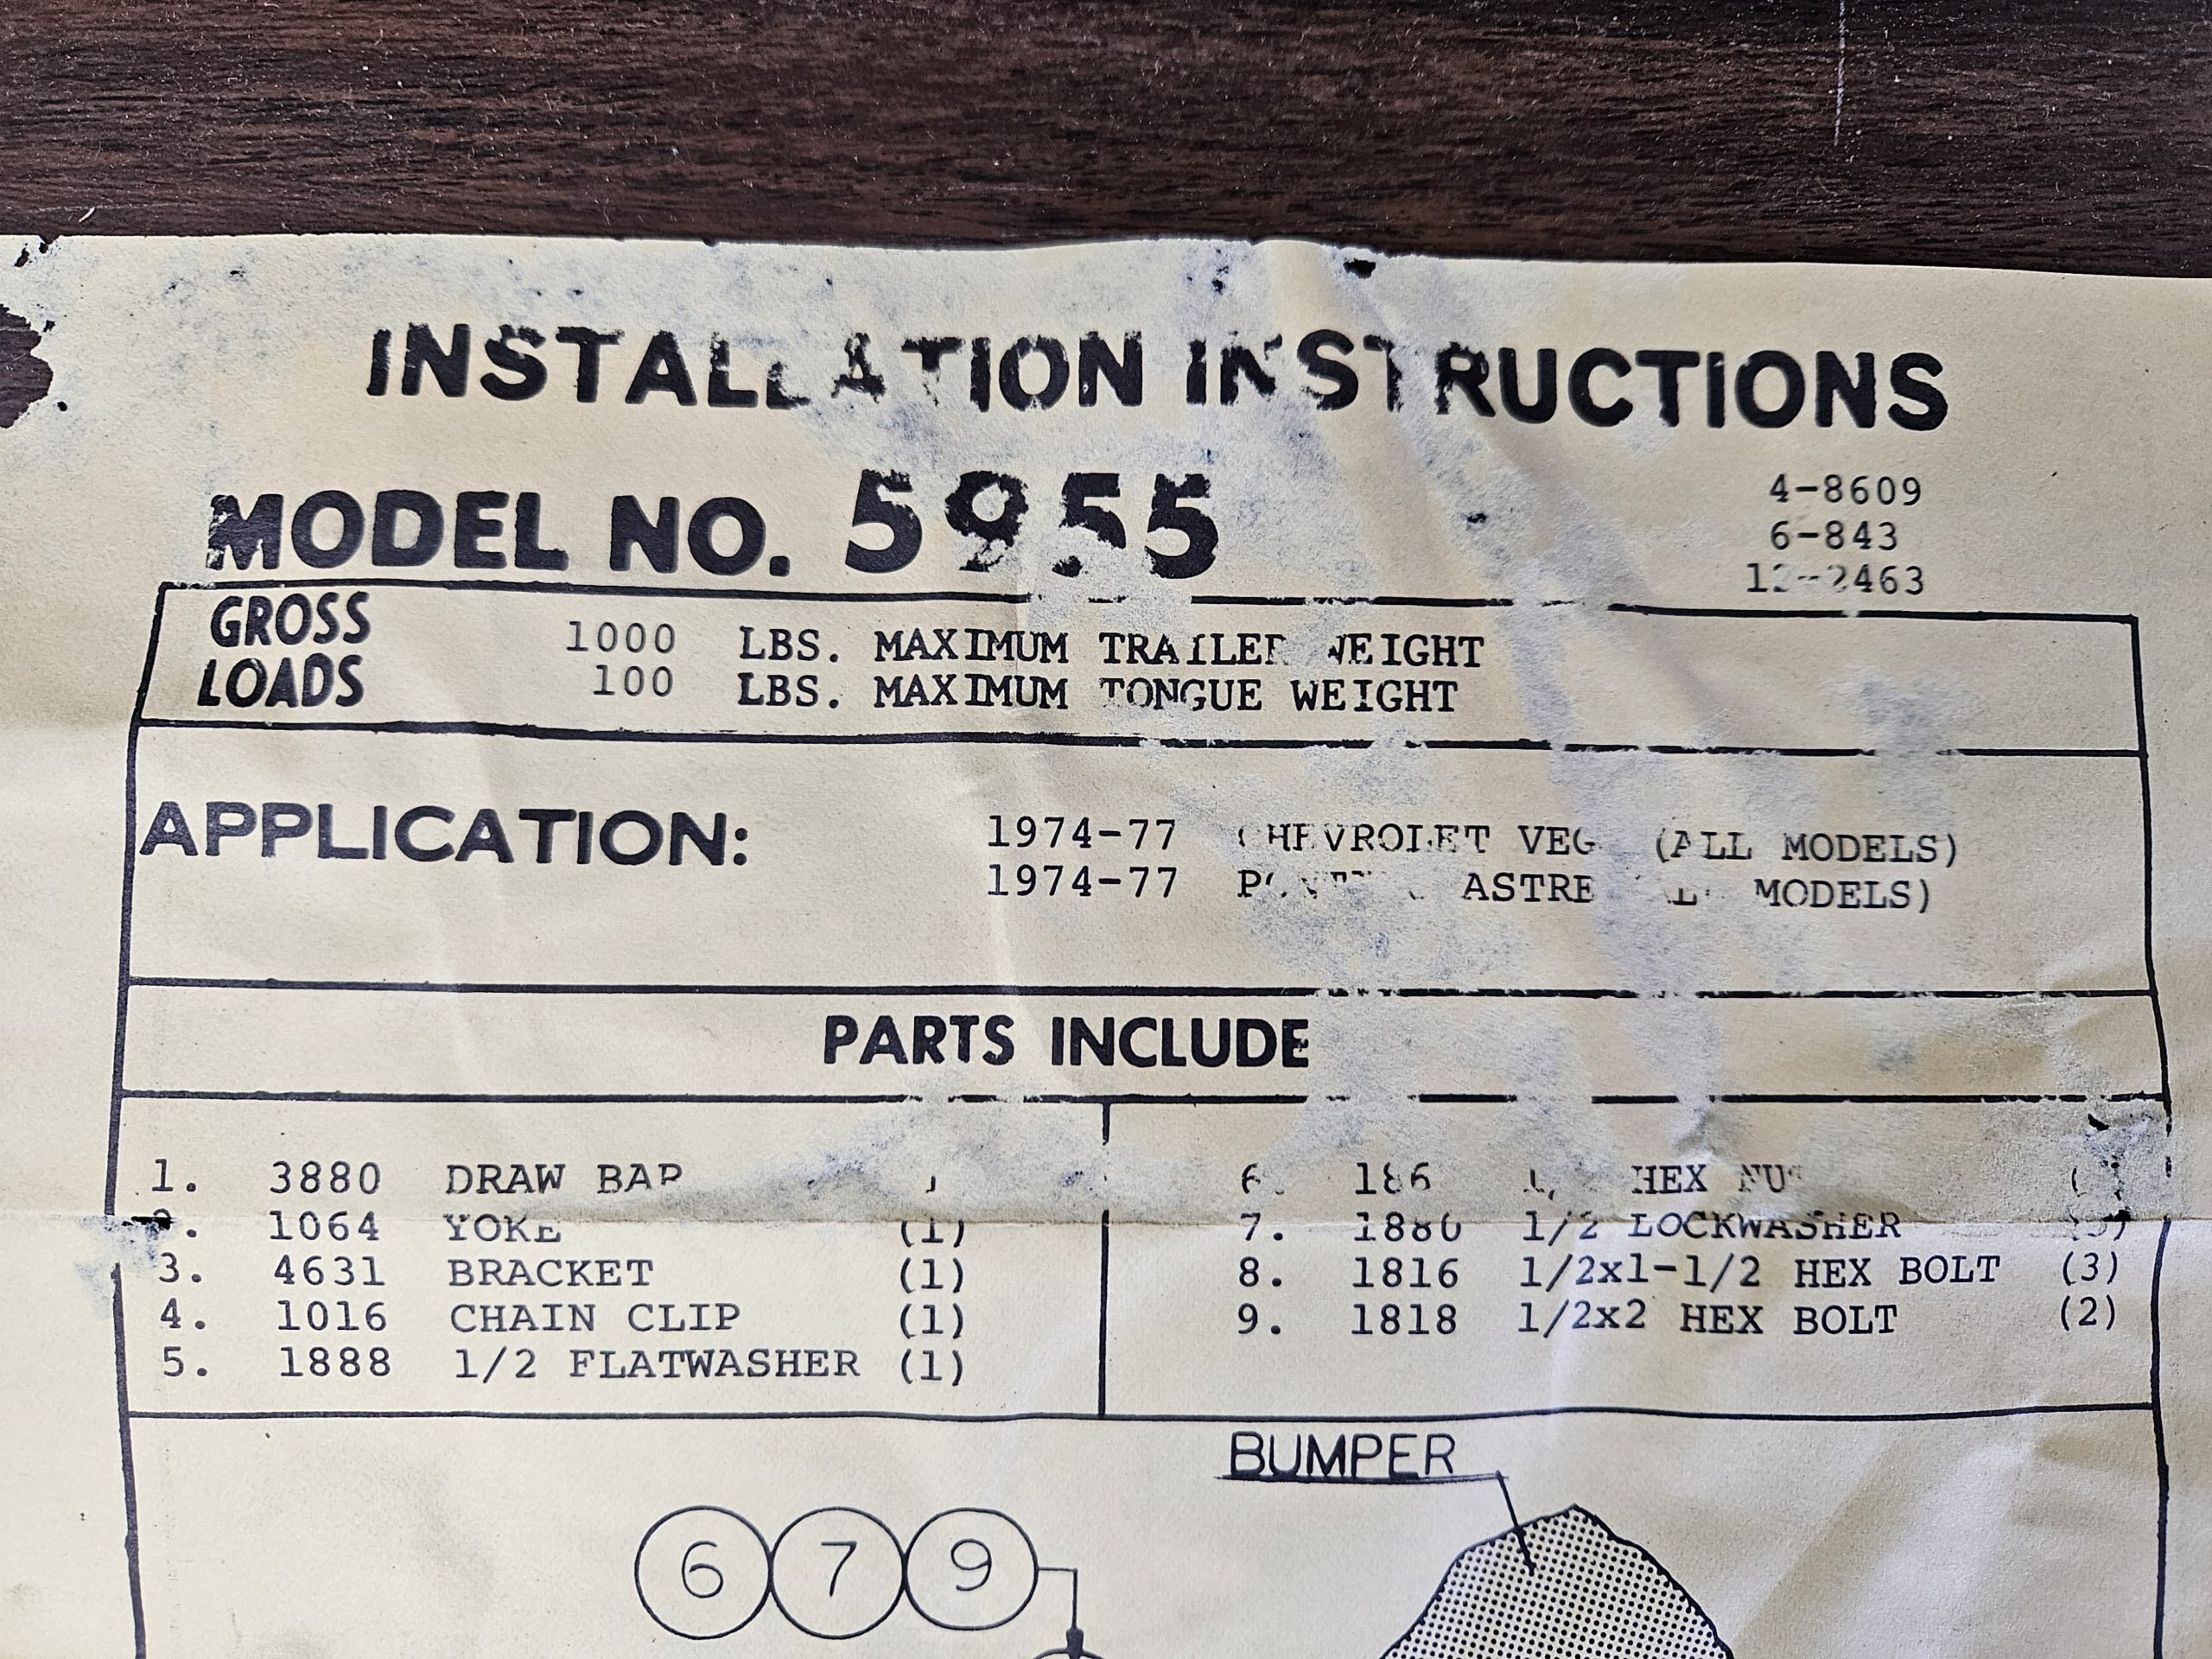 INSTALLATION INSTRUCTIONS
MODEL NO. 5955
4-8609
6-843
GROSS LOADS
1000 LBS. MAXIMUM TRAILER WEIGHT
100 LBS. MAXIMUM TONGUE WEIGHT
APPLICATION:
1974-77 CHEVROLET VEGA (ALL MODELS)
1974-77 PONTIAC ASTRE (ALL MODELS)
PARTS INCLUDE
1. 3880 DRAW BAR
2. 1064 YOKE (1)
3. 4631 BRACKET (1)
4. 1016 CHAIN CLIP (1)
5. 1888 1/2 FLATWASHER (1)
6. HEX NUT
7. 1880 1/2 LOCKWASHER
8. 1816 1/2x1-1/2 HEX BOLT (3)
9. 1818 1/2x2 HEX BOLT (2)
BUMPER
6 7 9